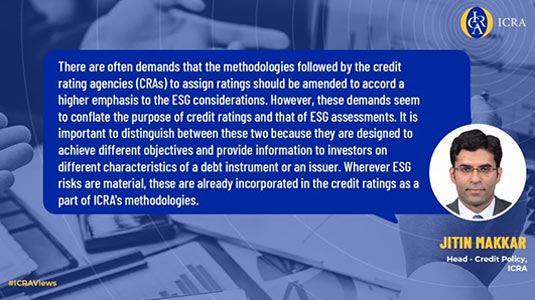 ICRA
ICRA
There are often demands that the methodologies followed by the credit
rating agencies (CRAs) to assign ratings should be amended to accord a
higher emphasis to the ESG considerations. However, these demands seem
to conflate the purpose of credit ratings and that of ESG assessments. It is
important to distinguish between these two because they are designed to
achieve different objectives and provide information to investors on
different characteristics of a debt instrument or an issuer. Wherever ESG
risks are material, these are already incorporated in the credit ratings as a
part of ICRA's methodologies.
JITIN MAKKAR
Head - Credit Policy,
ICRA
#ICRAViews